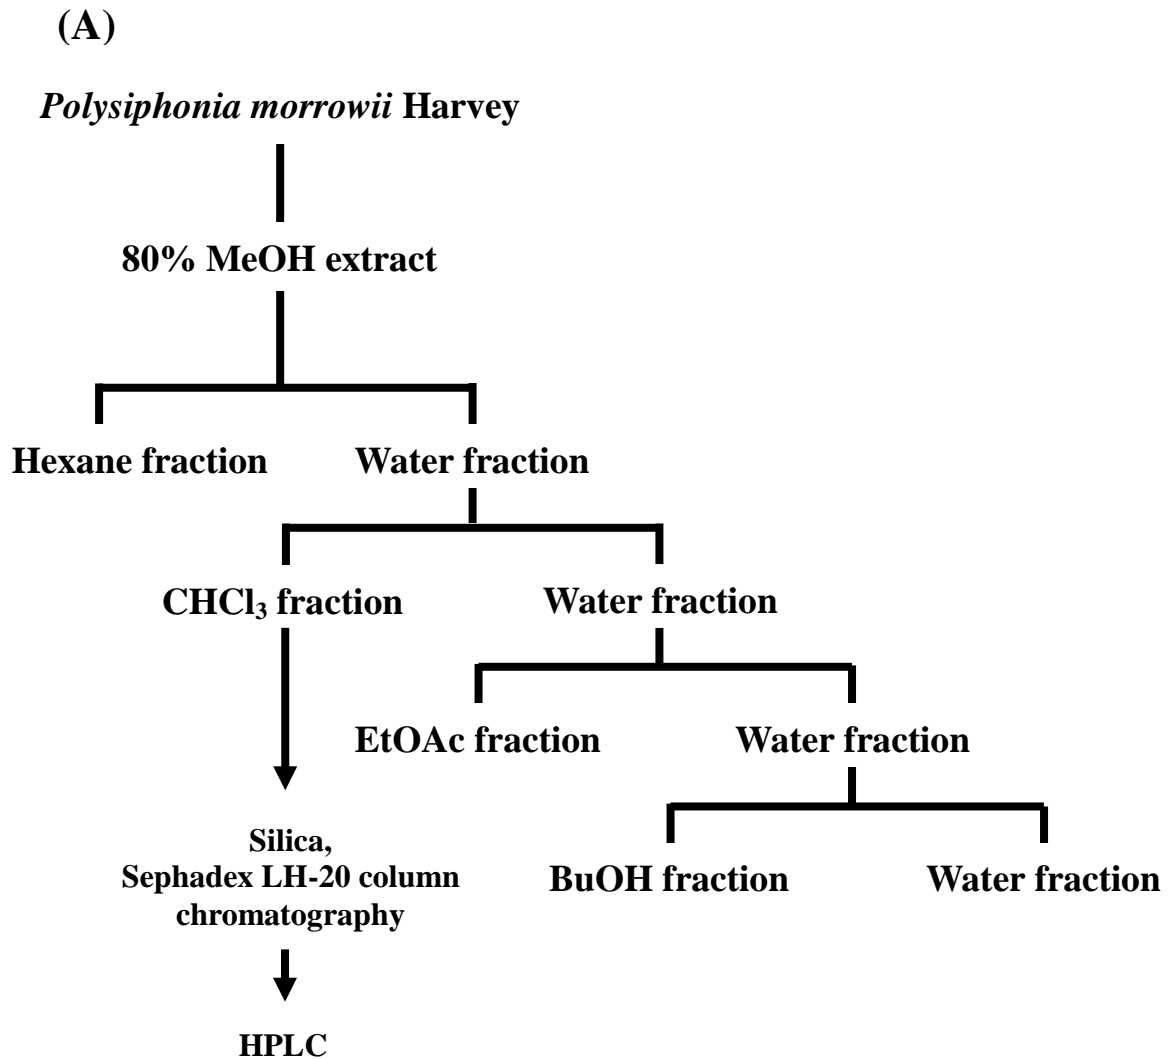 (A)
Polysiphonia morrowii Harvey
80% MeOH extract
Hexane fraction
Water fraction
CHCl₃ fraction
Water fraction
EtOAc fraction
Water fraction
Silica,
Sephadex LH-20 column
chromatography
BuOH fraction
Water fraction
HPLC